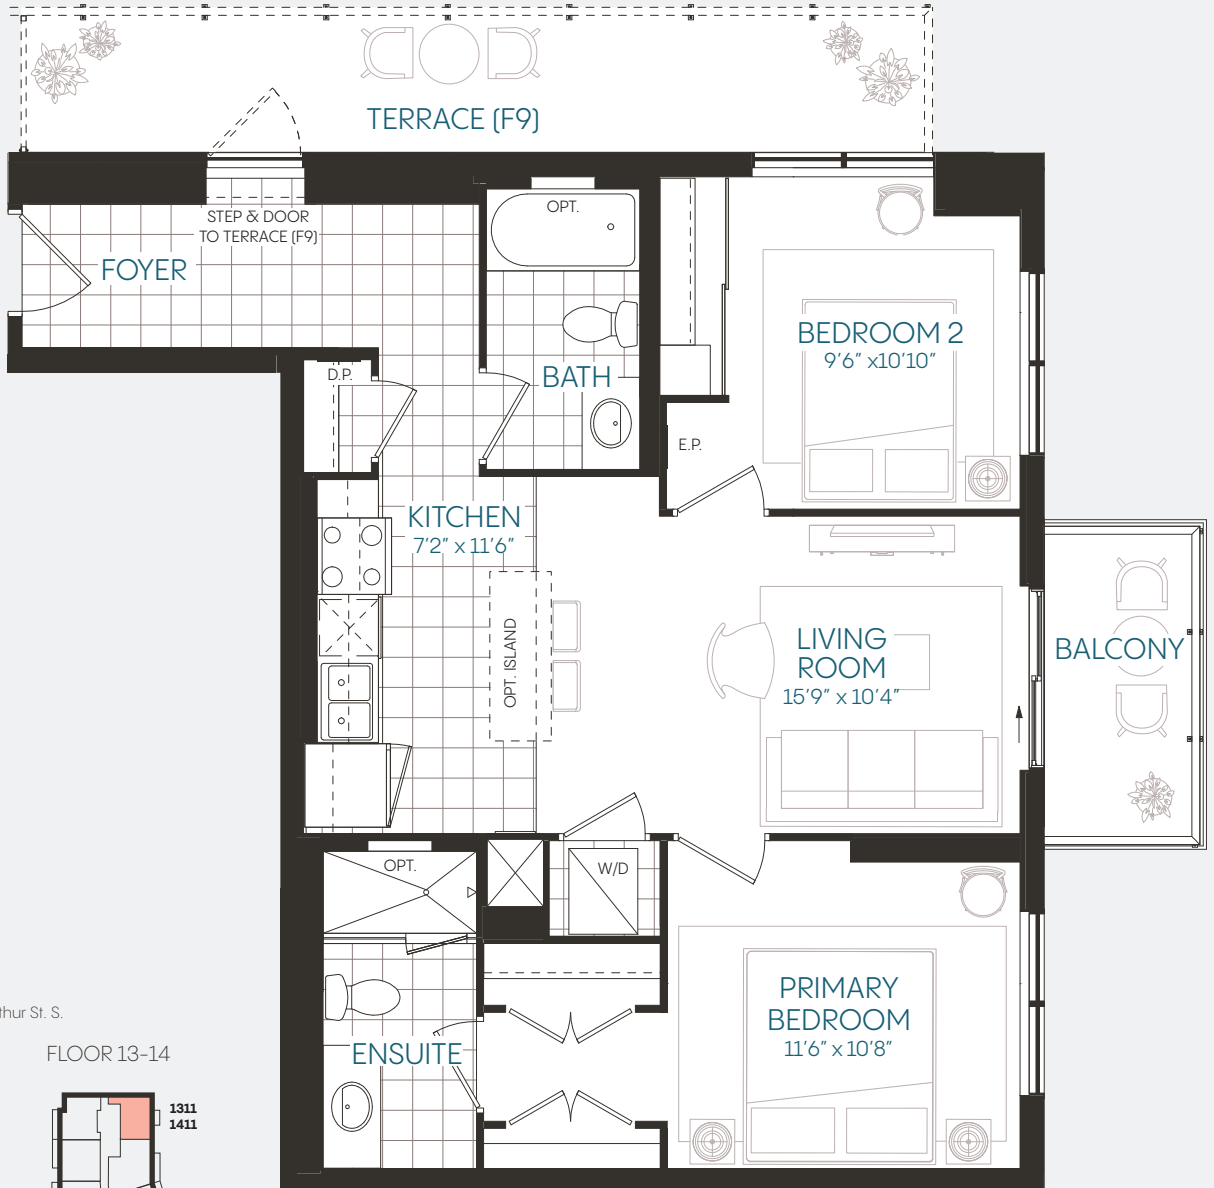 TERRACE (F9)
STEP & DOOR
TO TERRACE (F9)
FOYER
OPT.
BATH
D.P.
BEDROOM 2
9'6" x10'10"
E.P.
KITCHEN
7'2" x 11'6"
OPT. ISLAND
LIVING
ROOM
15'9" x 10'4"
BALCONY
W/D
OPT.
ENSUITE
PRIMARY
BEDROOM
11'6" x 10'8"
thur St. S.
FLOOR 13-14
1311
1411